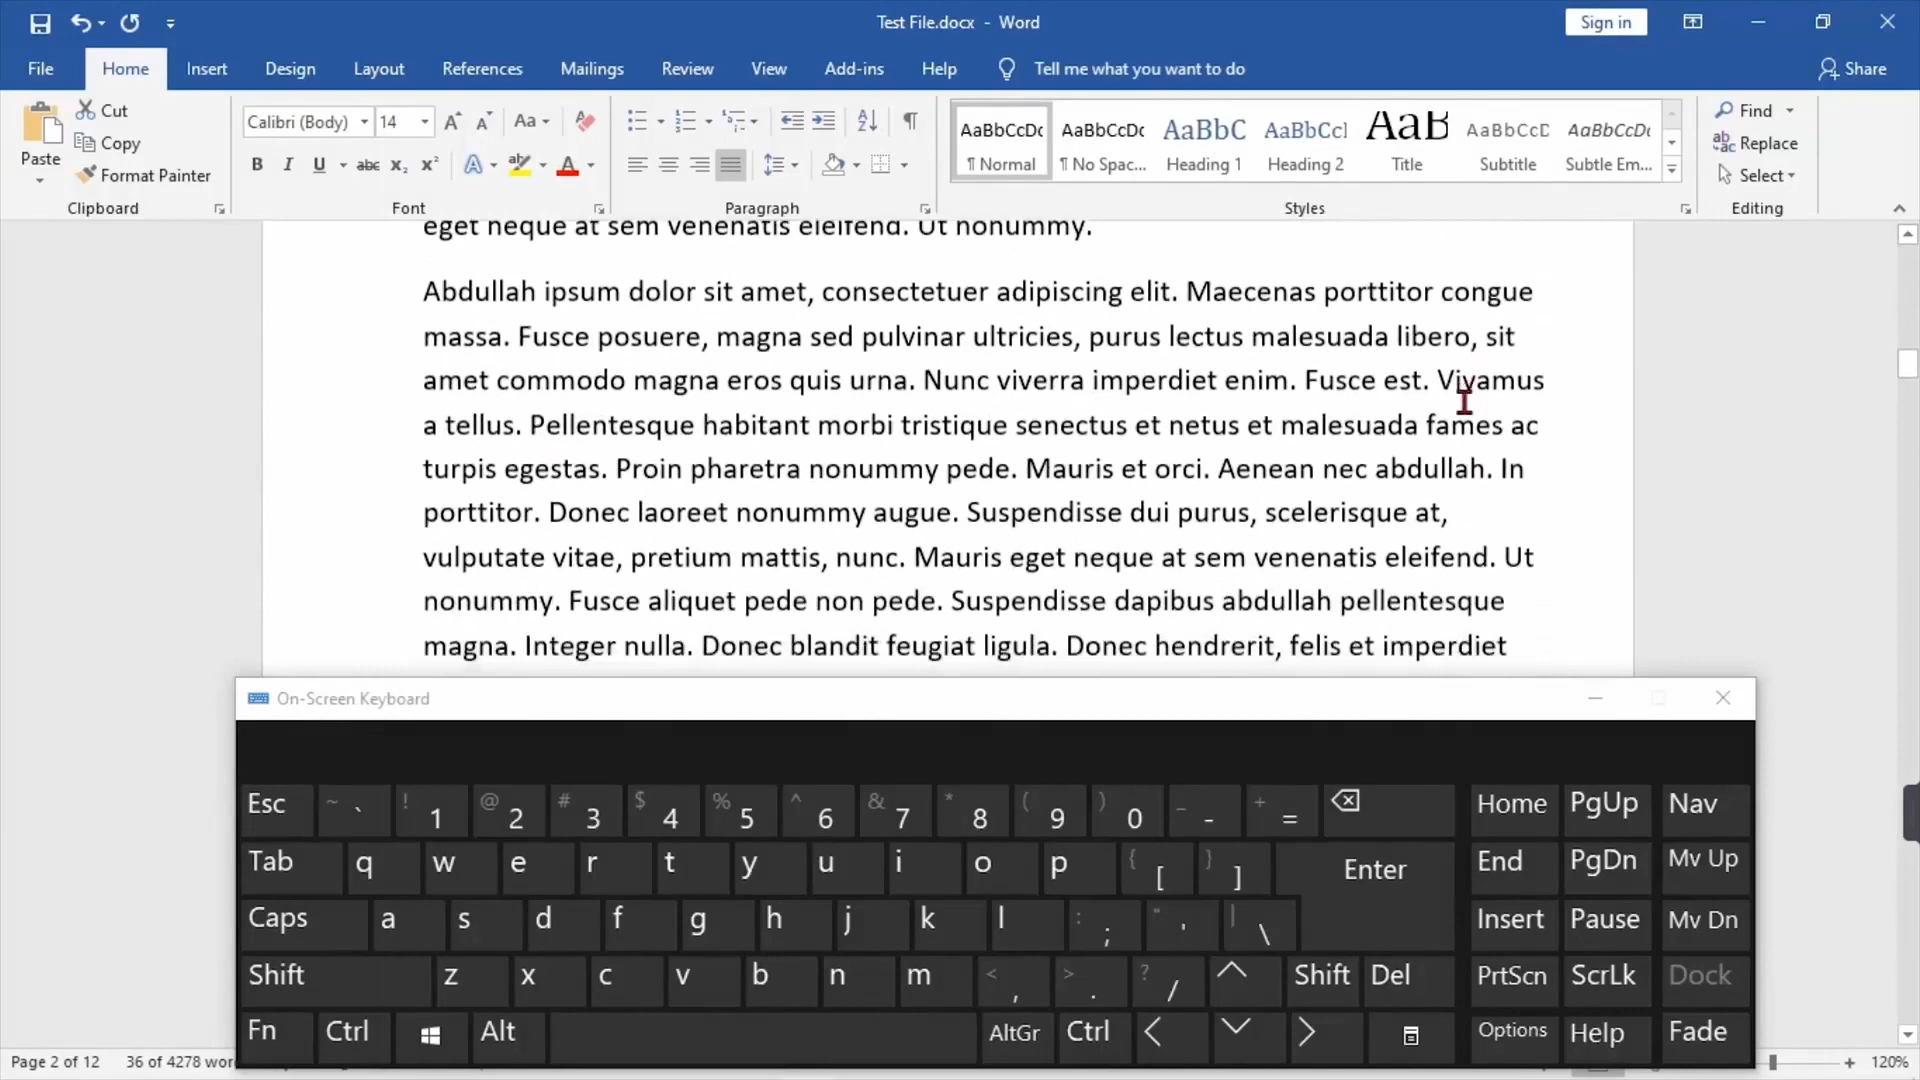 Test File.docx - Word
Sign in
File Home Insert Design Layout References Mailings Review View Add-ins Help Tell me what you want to do Share
Paste
Cut
Copy
Format Painter
Clipboard
Calibri (Body) 14 Aa
B I U abc x₂ x² A ab A
Font
A Z ¶
Paragraph
AaBbCcDc AaBbCcDc AaBbC AaBbCcl AaB AaBbCcD AaBbCcDc
¶ Normal ¶ No Spac... Heading 1 Heading 2 Title Subtitle Subtle Em...
Styles
Find
Replace
Select
Editing
eget neque at sem venenatis eleifend. Ut nonummy.
Abdullah ipsum dolor sit amet, consectetuer adipiscing elit. Maecenas porttitor congue
massa. Fusce posuere, magna sed pulvinar ultricies, purus lectus malesuada libero, sit
amet commodo magna eros quis urna. Nunc viverra imperdiet enim. Fusce est. Vivamus
a tellus. Pellentesque habitant morbi tristique senectus et netus et malesuada fames ac
turpis egestas. Proin pharetra nonummy pede. Mauris et orci. Aenean nec abdullah. In
porttitor. Donec laoreet nonummy augue. Suspendisse dui purus, scelerisque at,
vulputate vitae, pretium mattis, nunc. Mauris eget neque at sem venenatis eleifend. Ut
nonummy. Fusce aliquet pede non pede. Suspendisse dapibus abdullah pellentesque
magna. Integer nulla. Donec blandit feugiat ligula. Donec hendrerit, felis et imperdiet
On-Screen Keyboard
Esc ~ ` ! 1 @ 2 # 3 $ 4 % 5 ^ 6 & 7 * 8 ( 9 ) 0 _ - + = Home PgUp Nav
Tab q w e r t y u i o p { [ } ] Enter End PgDn Mv Up
Caps a s d f g h j k l : ; " ' | \ Insert Pause Mv Dn
Shift z x c v b n m < , > . ? / Shift Del PrtScn ScrLk Dock
Fn Ctrl Alt AltGr Ctrl Options Help Fade
Page 2 of 12 36 of 4278 wor
120%